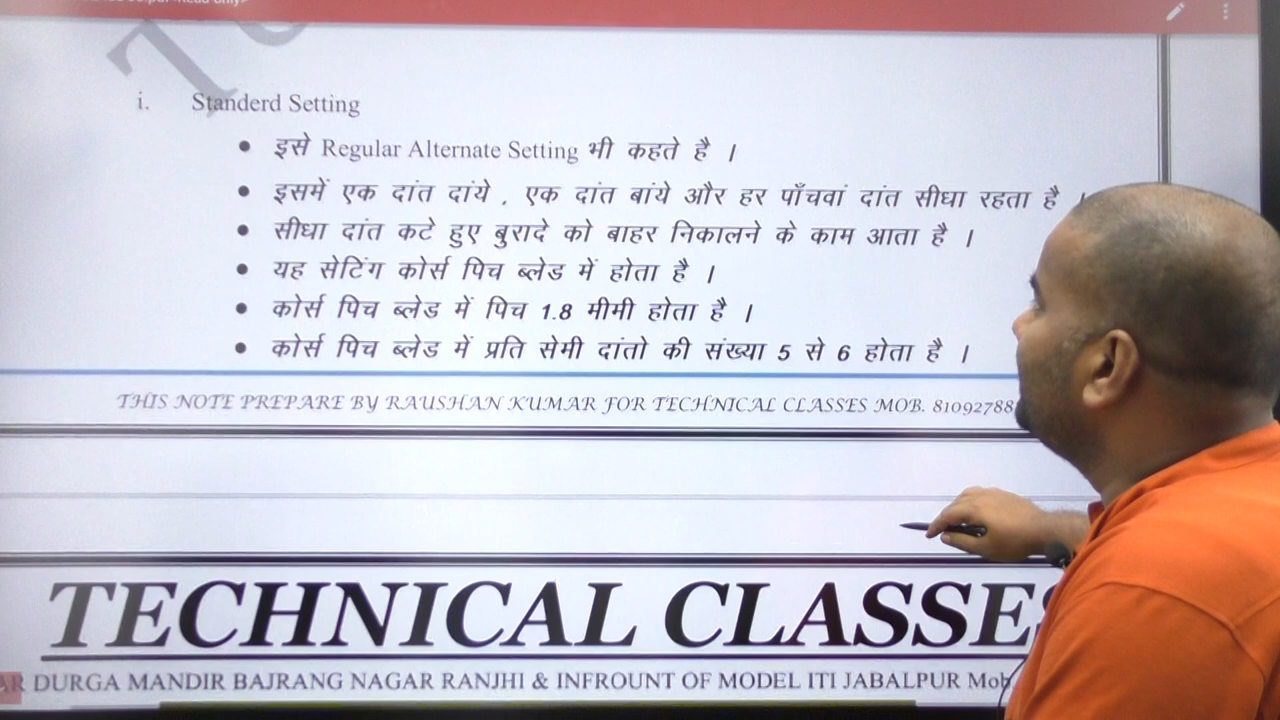 i. Standerd Setting
• इसे Regular Alternate Setting भी कहते है ।
• इसमें एक दांत दांये , एक दांत बांये और हर पाँचवां दांत सीधा रहता है ।
• सीधा दांत कटे हुए बुरादे को बाहर निकालने के काम आता है ।
• यह सेटिंग कोर्स पिच ब्लेड में होता है ।
• कोर्स पिच ब्लेड में पिच 1.8 मीमी होता है ।
• कोर्स पिच ब्लेड में प्रति सेमी दांतो की संख्या 5 से 6 होता है ।
THIS NOTE PREPARE BY RAUSHAN KUMAR FOR TECHNICAL CLASSES MOB. 81092788
TECHNICAL CLASSES
DURGA MANDIR BAJRANG NAGAR RANJHI & INFROUNT OF MODEL ITI JABALPUR Mob